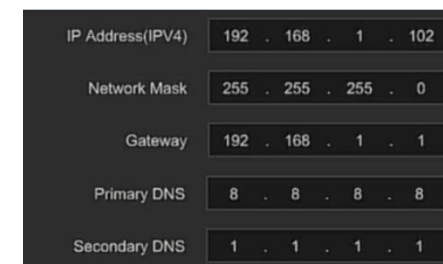 IP Address(IPV4) 192 . 168 . 1 . 102
Network Mask 255 . 255 . 255 . 0
Gateway 192 . 168 . 1 . 1
Primary DNS 8 . 8 . 8 . 8
Secondary DNS 1 . 1 . 1 . 1